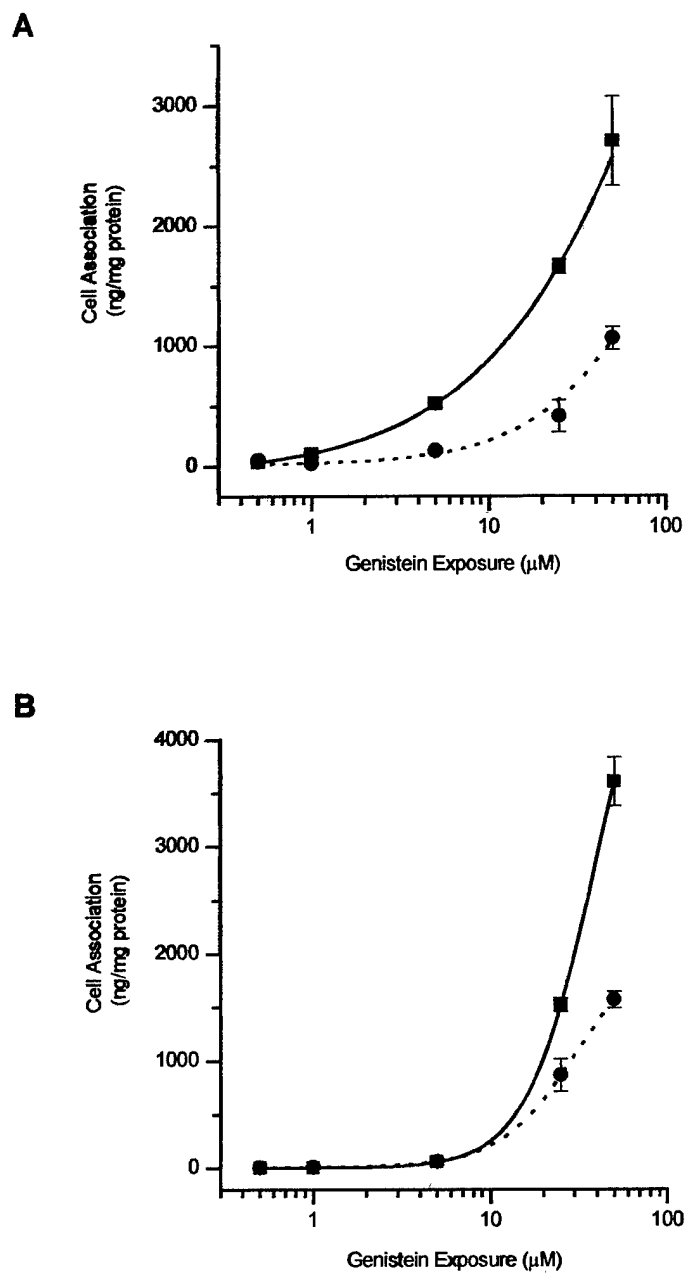 A
3000
2000
1000
0
Cell Association
(ng/mg protein)
1
10
100
Genistein Exposure (μM)
B
4000
3000
2000
1000
0
Cell Association
(ng/mg protein)
1
10
100
Genistein Exposure (μM)